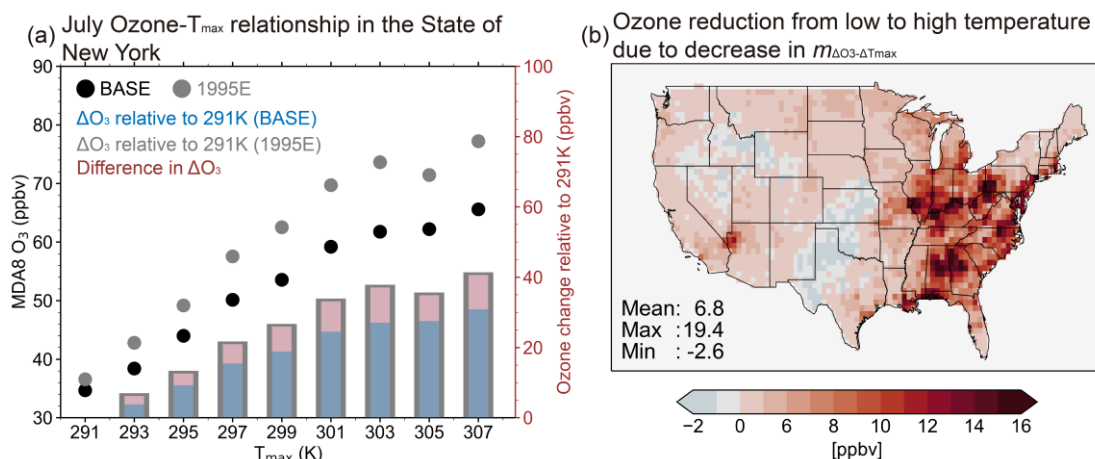 (a) July Ozone-Tmax relationship in the State of
New York
90
80
70
60
50
40
30
MDA8 O3 (ppbv)
BASE 1995E
ΔO3 relative to 291K (BASE)
ΔO3 relative to 291K (1995E)
Difference in ΔO3
100
80
60
40
20
0
Ozone change relative to 291K (ppbv)
291 293 295 297 299 301 303 305 307
Tmax (K)
Ozone reduction from low to high temperature
(b) due to decrease in mΔO3-ΔTmax
Mean: 6.8
Max :19.4
Min : -2.6
−2 0 6 8 10 12 14 16
[ppbv]